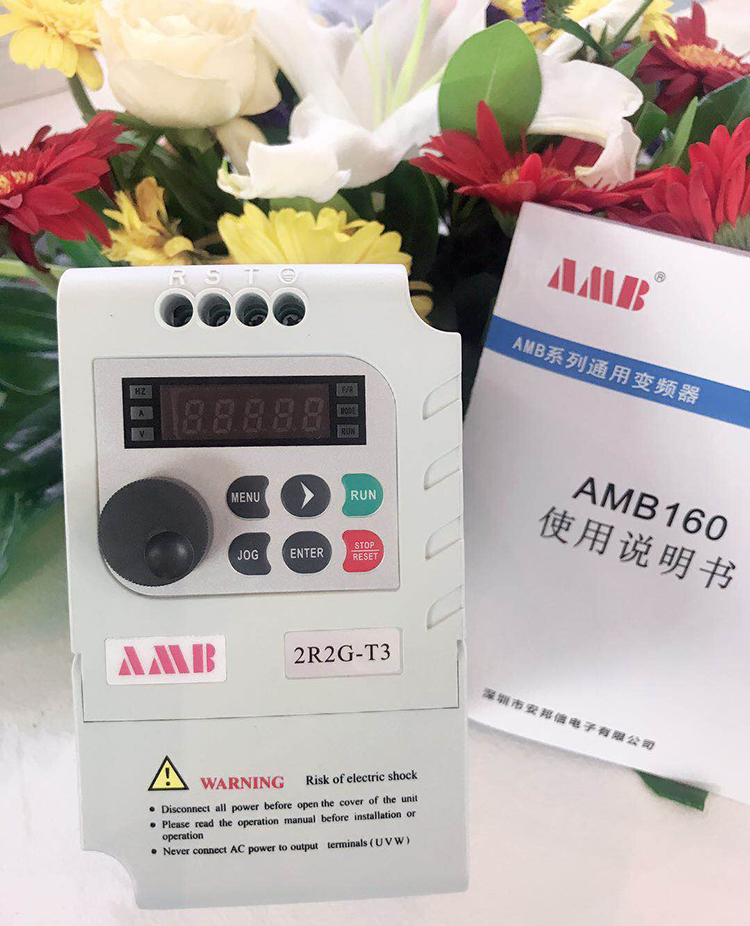 R S T
HZ
A
V
88888
F/R
MODE
RUN
MENU
RUN
JOG
ENTER
STOP
RESET
AMB
2R2G-T3
WARNING Risk of electric shock
• Disconnect all power before open the cover of the unit
• Please read the operation manual before installation or
operation
• Never connect AC power to output terminals ( U V W )
AMB®
AMB系列通用变频器
AMB160
使用说明书
深圳市安邦信电子有限公司